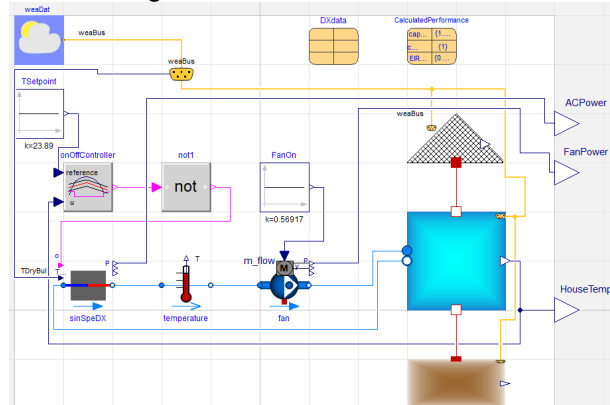 weaDat
weaBus
DXdata
CalculatedPerformance
cap... {1....
c... {1}
EIR... {0....
TSetpoint
k=23.89
weaBus
ACPower
FanPower
onOffController
not1
FanOn
reference
u
not
k=0.56917
TDryBul
T
P
T
m_flow
M
P
sinSpeDX
temperature
fan
HouseTemp